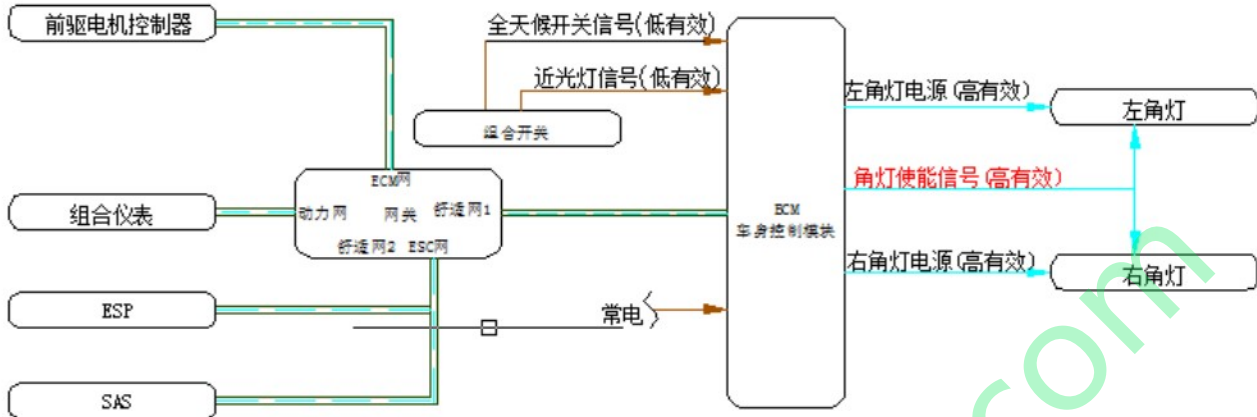 前驱电机控制器
全天候开关信号(低有效)
近光灯信号(低有效)
组合开关
左角灯电源(高有效)
左角灯
ECM网
角灯使能信号(高有效)
组合仪表
动力网
网关
舒适网1
BCM
车身控制模块
舒适网2
ESC网
右角灯电源(高有效)
右角灯
ESP
常电
SAS
com